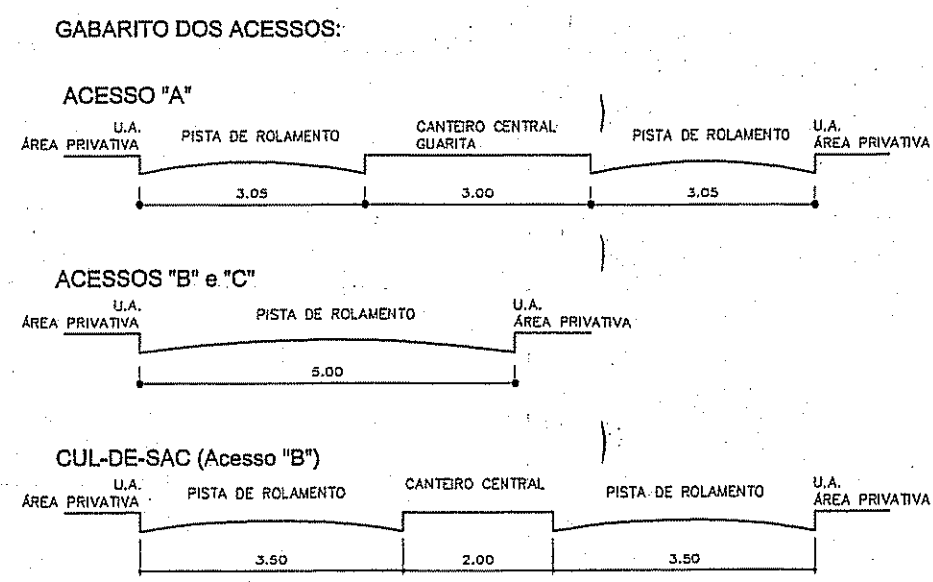 GABARITO DOS ACESSOS:
ACESSO "A"
U.A.
ÁREA PRIVATIVA
PISTA DE ROLAMENTO
CANTEIRO CENTRAL
GUARITA
PISTA DE ROLAMENTO
U.A.
ÁREA PRIVATIVA
3.05
3.00
3.05
ACESSOS "B" e "C"
U.A.
ÁREA PRIVATIVA
PISTA DE ROLAMENTO
U.A.
ÁREA PRIVATIVA
5.00
CUL-DE-SAC (Acesso "B")
U.A.
ÁREA PRIVATIVA
PISTA DE ROLAMENTO
CANTEIRO CENTRAL
PISTA DE ROLAMENTO
U.A.
ÁREA PRIVATIVA
3.50
2.00
3.50